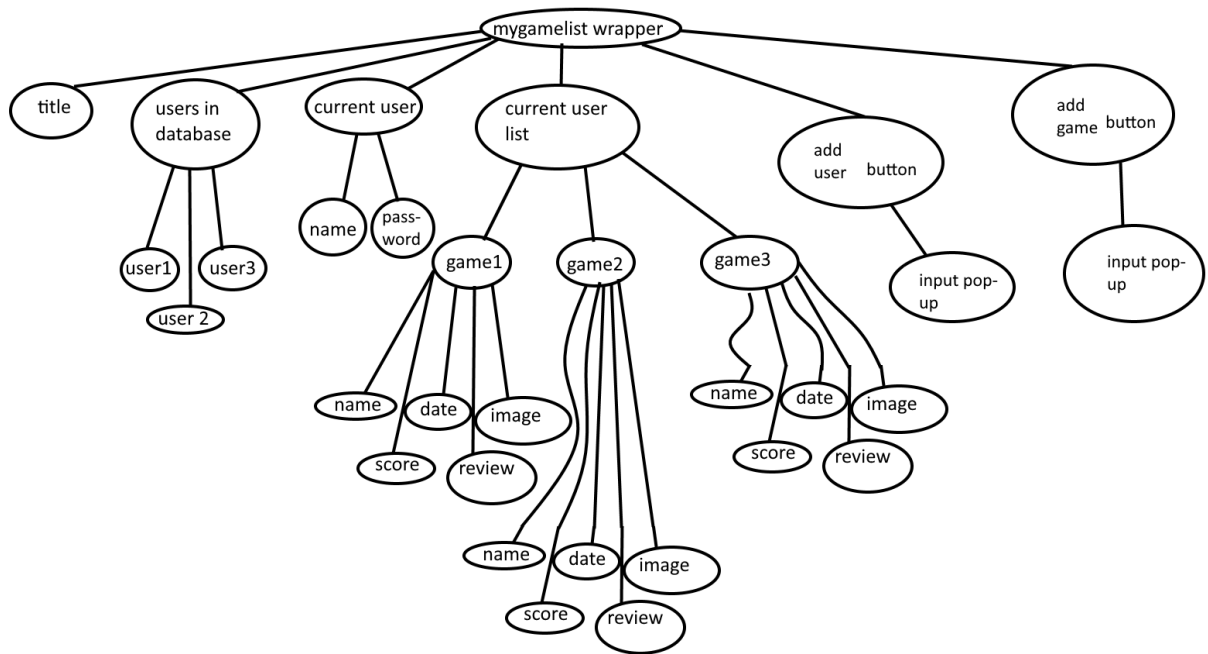 mygamelist wrapper
title
users in
database
current user
current user
list
add
user button
add
game button
name
pass-
word
user1
user3
user 2
game1
game2
game3
input pop-
up
input pop-
up
name
date
image
score
review
name
date
image
score
review
name
date
image
score
review